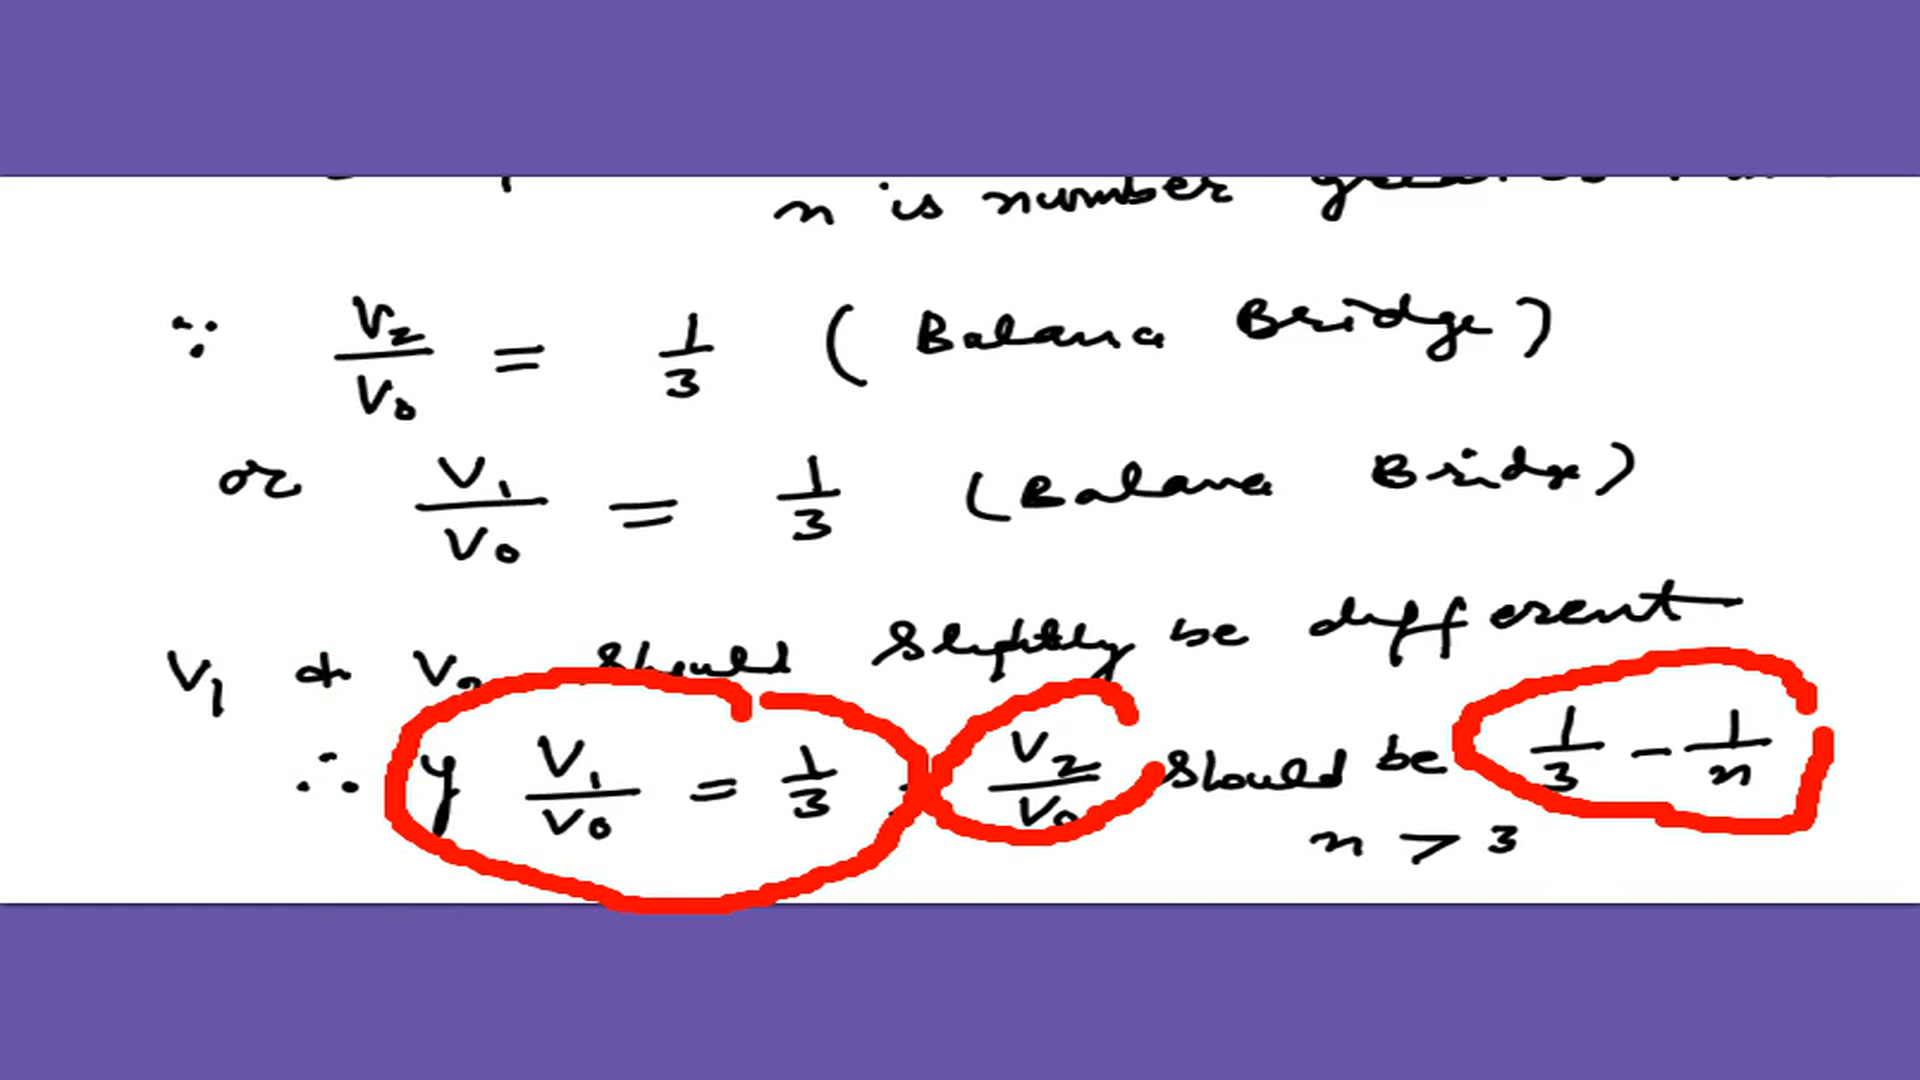 n is number
∵ V₂/V₀ = 1/3 (Balance Bridge)
or V₁/V₀ = 1/3 (Balance Bridge)
V₁ & V₂ should slightly be different
∴ if V₁/V₀ = 1/3, V₂/V₀ should be 1/3 - 1/n
n > 3